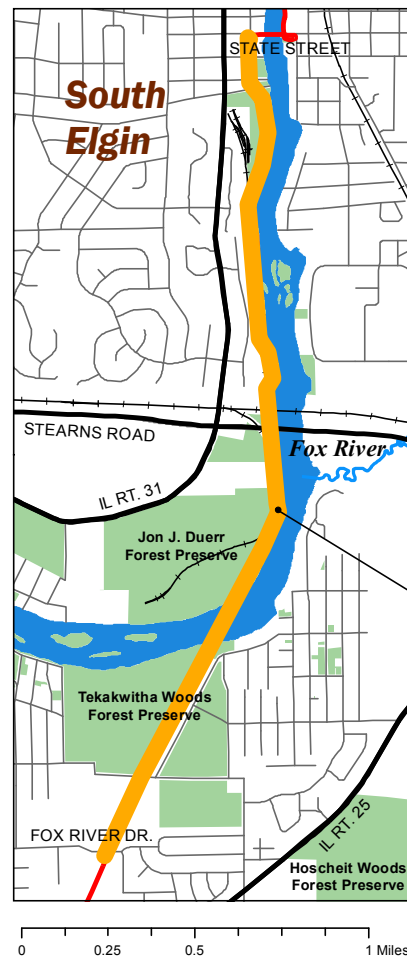 STATE STREET
South
Elgin
STEARNS ROAD
Fox River
IL RT. 31
Jon J. Duerr
Forest Preserve
Tekakwitha Woods
Forest Preserve
FOX RIVER DR.
IL RT. 25
Hoscheit Woods
Forest Preserve
0 0.25 0.5 1 Miles